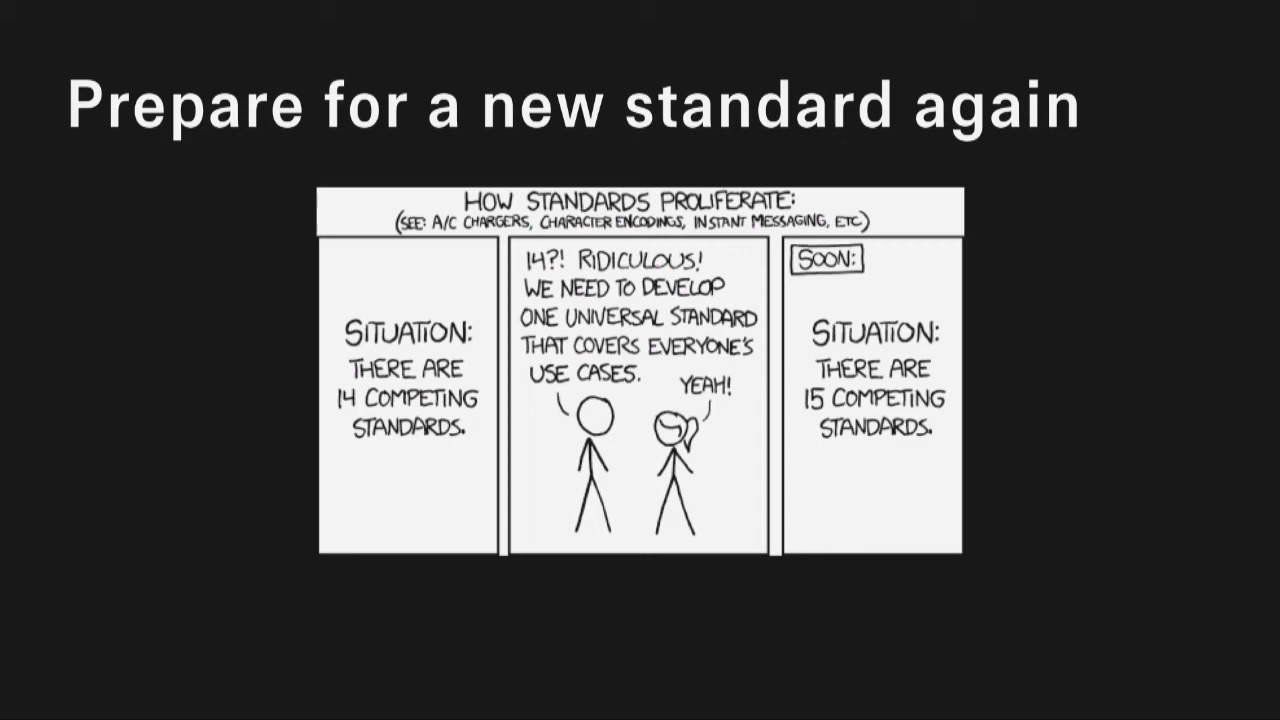 Prepare for a new standard again
HOW STANDARDS PROLIFERATE:
(SEE: A/C CHARGERS, CHARACTER ENCODINGS, INSTANT MESSAGING, ETC)
SITUATION:
THERE ARE
14 COMPETING
STANDARDS.
14?! RIDICULOUS!
WE NEED TO DEVELOP
ONE UNIVERSAL STANDARD
THAT COVERS EVERYONE'S
USE CASES.
YEAH!
SOON:
SITUATION:
THERE ARE
15 COMPETING
STANDARDS.